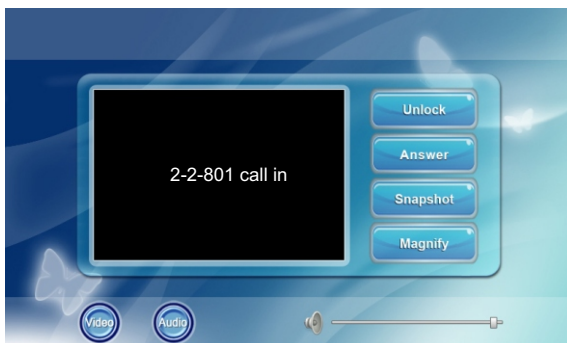 2-2-801 call in
Unlock
Answer
Snapshot
Magnify
Video
Audio